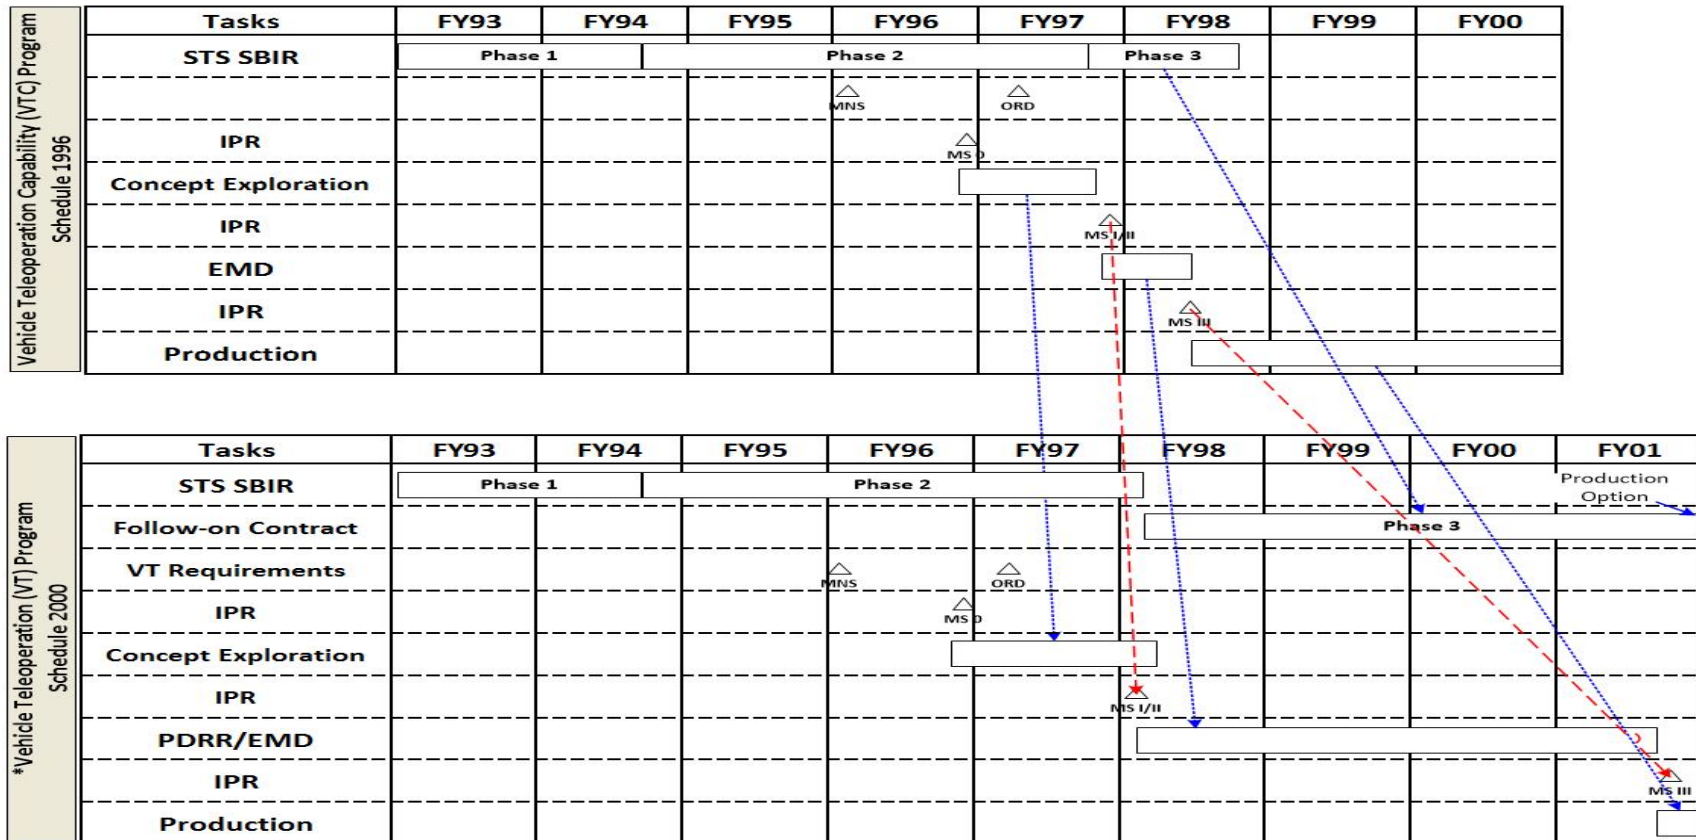 Vehicle Teleoperation Capability (VTC) Program
Schedule 1996
Tasks FY93 FY94 FY95 FY96 FY97 FY98 FY99 FY00
STS SBIR Phase 1 Phase 2 Phase 3
MNS ORD
IPR
MS 0
Concept Exploration
IPR
MS I/II
EMD
IPR
MS III
Production
*Vehicle Teleoperation (VT) Program
Schedule 2000
Tasks FY93 FY94 FY95 FY96 FY97 FY98 FY99 FY00 FY01
STS SBIR Phase 1 Phase 2
Production
Option
Follow-on Contract Phase 3
VT Requirements
MNS ORD
IPR
MS 0
Concept Exploration
IPR
MS I/II
PDRR/EMD
IPR
MS III
Production